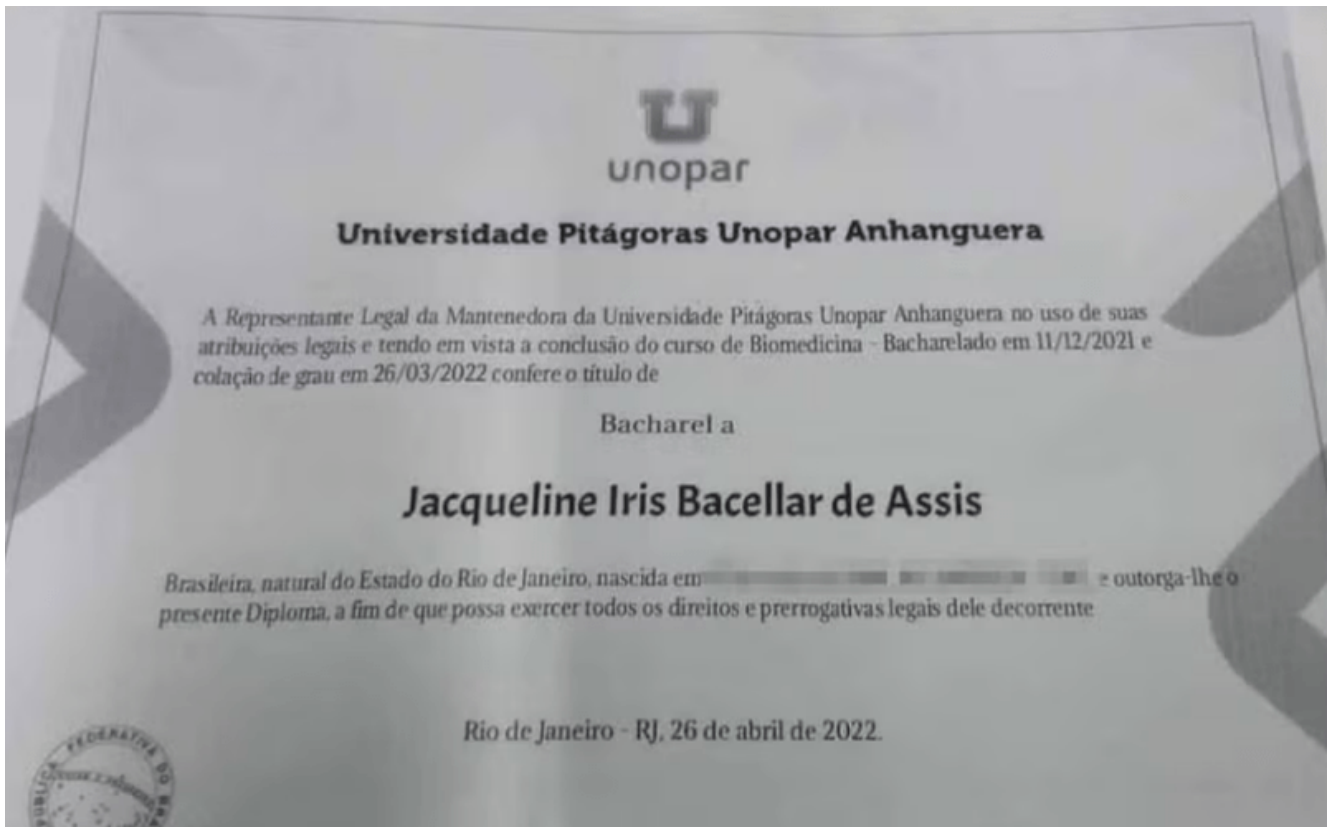 U
unopar
Universidade Pitágoras Unopar Anhanguera
A Representante Legal da Mantenedora da Universidade Pitágoras Unopar Anhanguera no uso de suas
atribuições legais e tendo em vista a conclusão do curso de Biomedicina - Bacharelado em 11/12/2021 e
colação de grau em 26/03/2022 confere o título de
Bacharel a
Jacqueline Iris Bacellar de Assis
Brasileira, natural do Estado do Rio de Janeiro, nascida em e outorga-lhe o
presente Diploma, a fim de que possa exercer todos os direitos e prerrogativas legais dele decorrente
Rio de Janeiro - RJ, 26 de abril de 2022.
FEDERATIVA DO